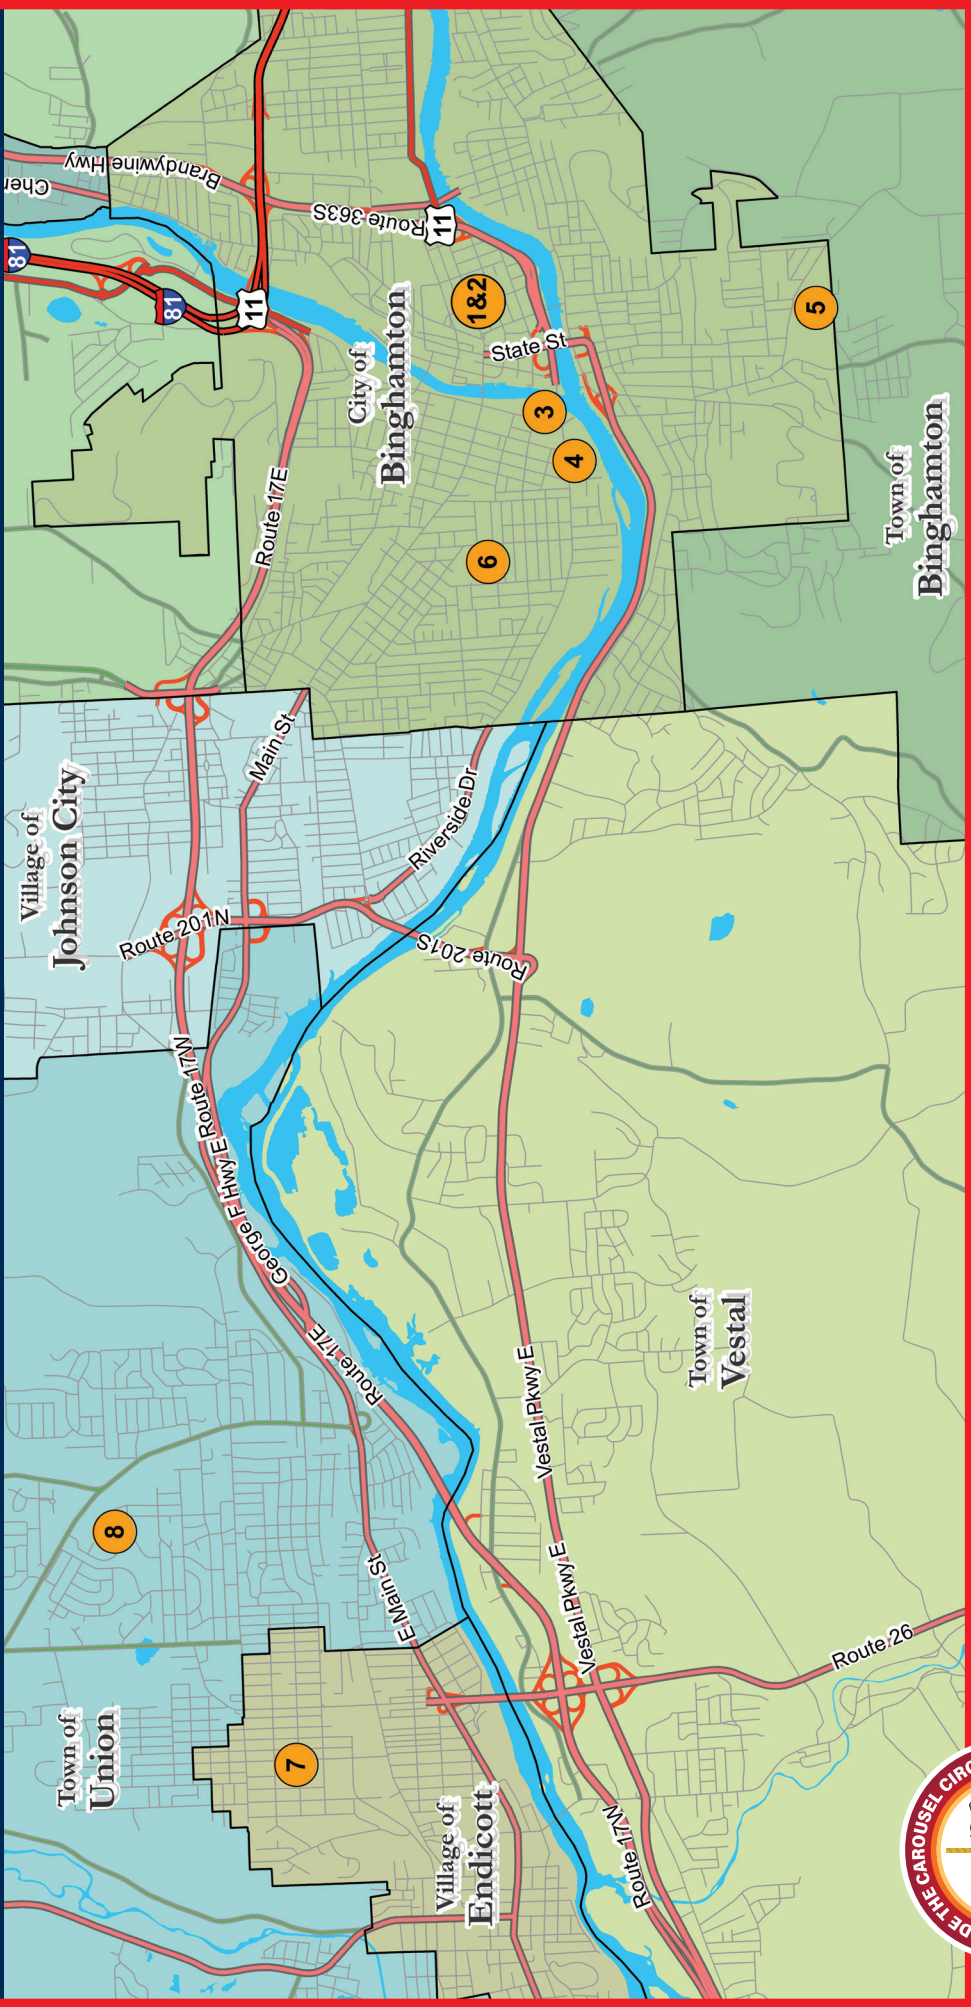 Village of
Johnson City
Town of
Union
Village of
Endicott
Town of
Vestal
City of
Binghamton
Town of
Binghamton
Brandywine Hwy
Route 363S
81
81
11
11
State St
Route 17E
Main St
Riverside Dr
Route 201N
Route 201S
Route 17W
George F Hwy E
Route 17E
E Main St
Vestal Pkwy E
Vestal Pkwy E
Route 26
Route 17W
1&2
3
4
5
6
7
8
THE CAROUSEL